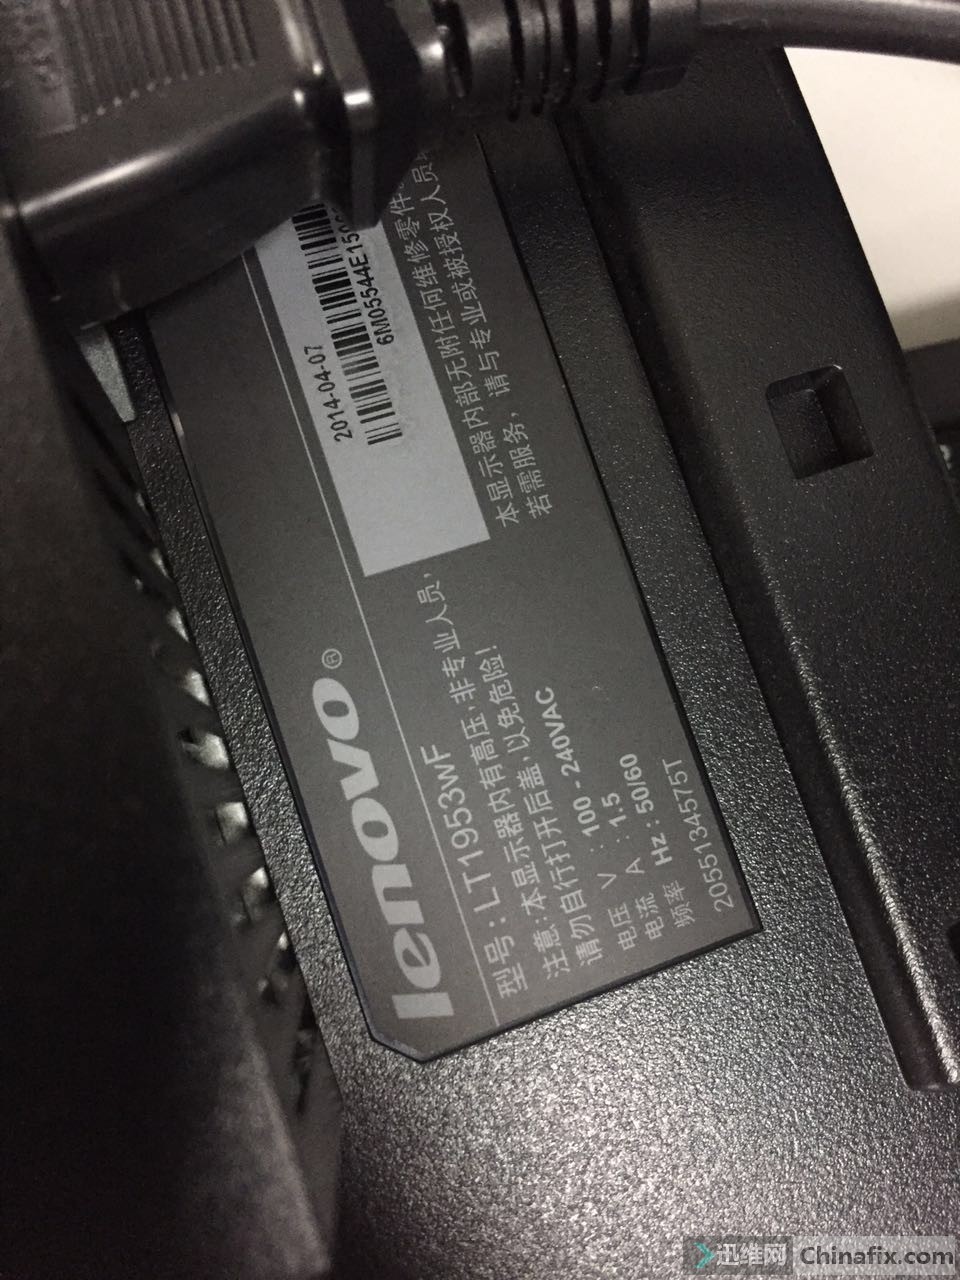 lenovo®
型号：LT1953wF
注意：本显示器内有高压，非专业人员，
请勿自行打开后盖，以免危险！
电压 V : 100 - 240VAC
电流 A : 1.5
频率 Hz : 50/60
2055134575T
2014-04-07
6M05544E15
本显示器内部无附任何维修零件。
若需服务，请与专业或被授权人员
迅维网 Chinafix.com